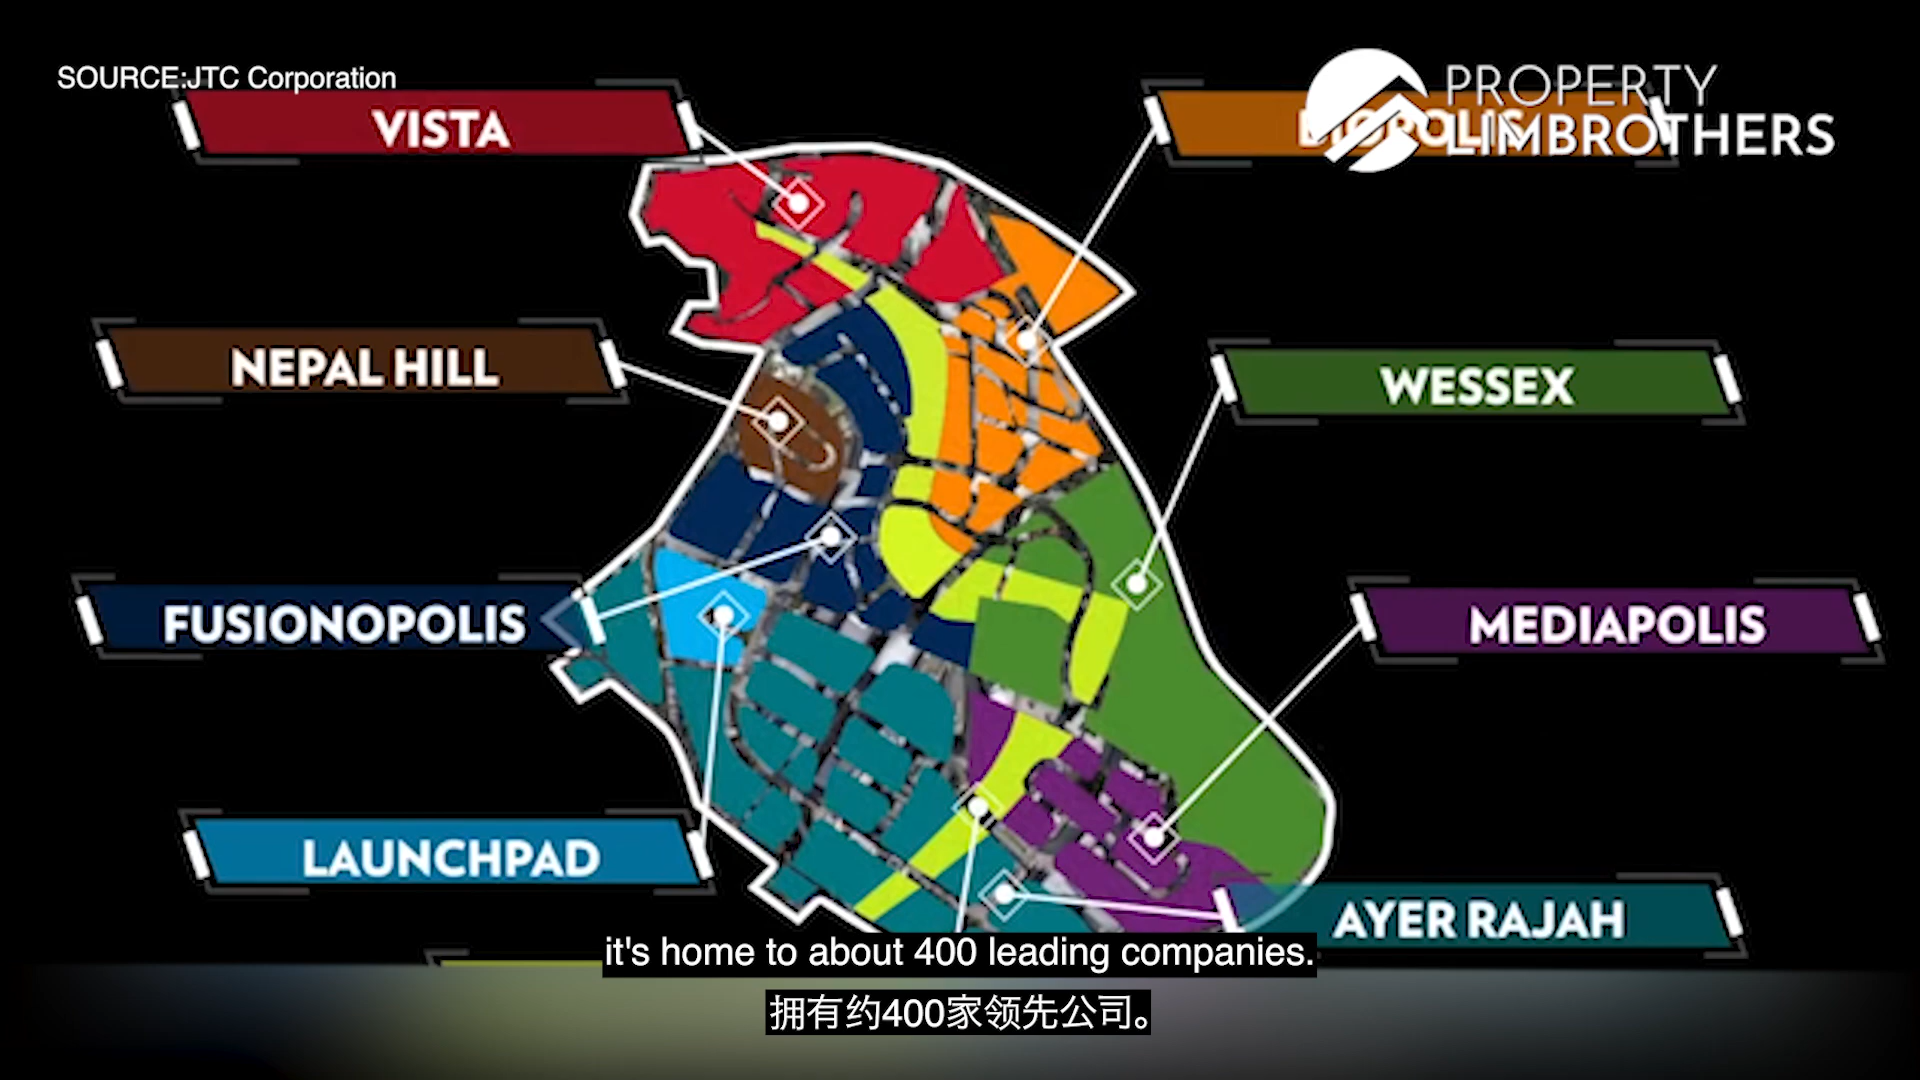 SOURCE:JTC Corporation
PROPERTY
LIMBROTHERS
VISTA
BIOPOLIS
NEPAL HILL
WESSEX
FUSIONOPOLIS
MEDIAPOLIS
LAUNCHPAD
AYER RAJAH
it's home to about 400 leading companies.
拥有约400家领先公司。